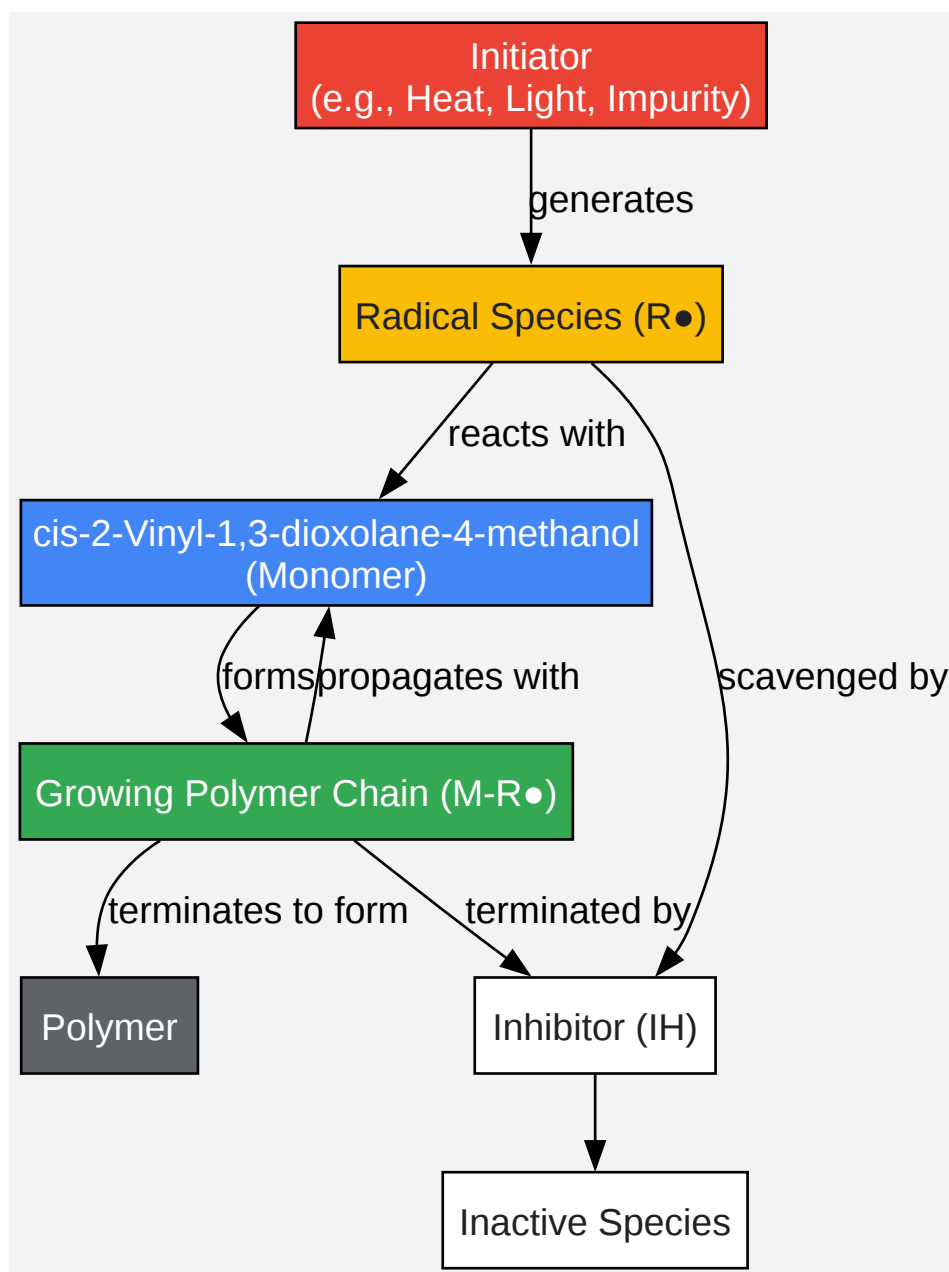 Initiator
(e.g., Heat, Light, Impurity)
generates
Radical Species (R●)
reacts with
cis-2-Vinyl-1,3-dioxolane-4-methanol
(Monomer)
forms
propagates with
scavenged by
Growing Polymer Chain (M-R●)
terminates to form
terminated by
Polymer
Inhibitor (IH)
Inactive Species